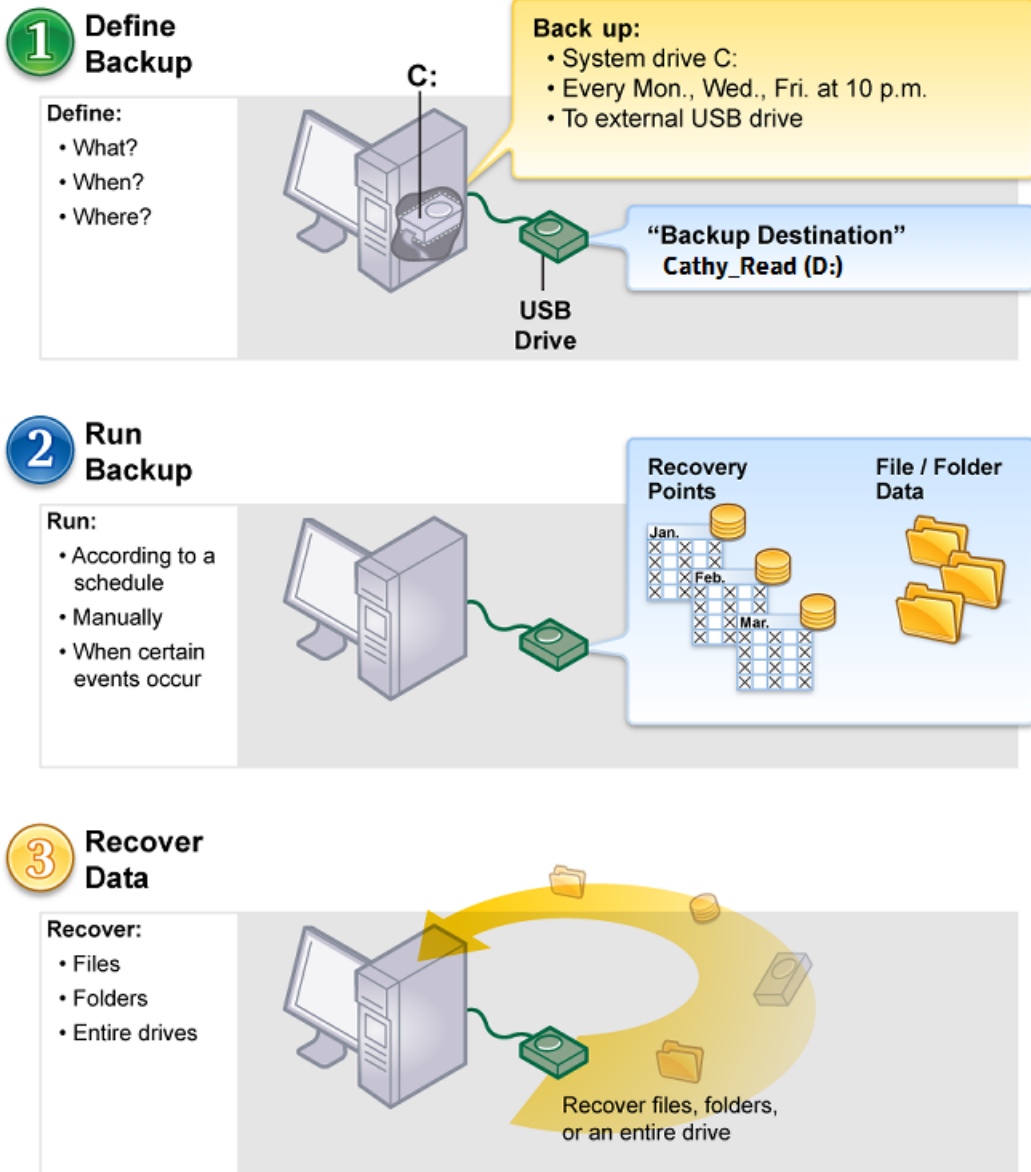 1
Define
Backup
Define:
• What?
• When?
• Where?
C:
Back up:
• System drive C:
• Every Mon., Wed., Fri. at 10 p.m.
• To external USB drive
“Backup Destination”
Cathy_Read (D:)
USB
Drive
2
Run
Backup
Run:
• According to a
schedule
• Manually
• When certain
events occur
Recovery
Points
Jan.
Feb.
Mar.
File / Folder
Data
3
Recover
Data
Recover:
• Files
• Folders
• Entire drives
Recover files, folders,
or an entire drive